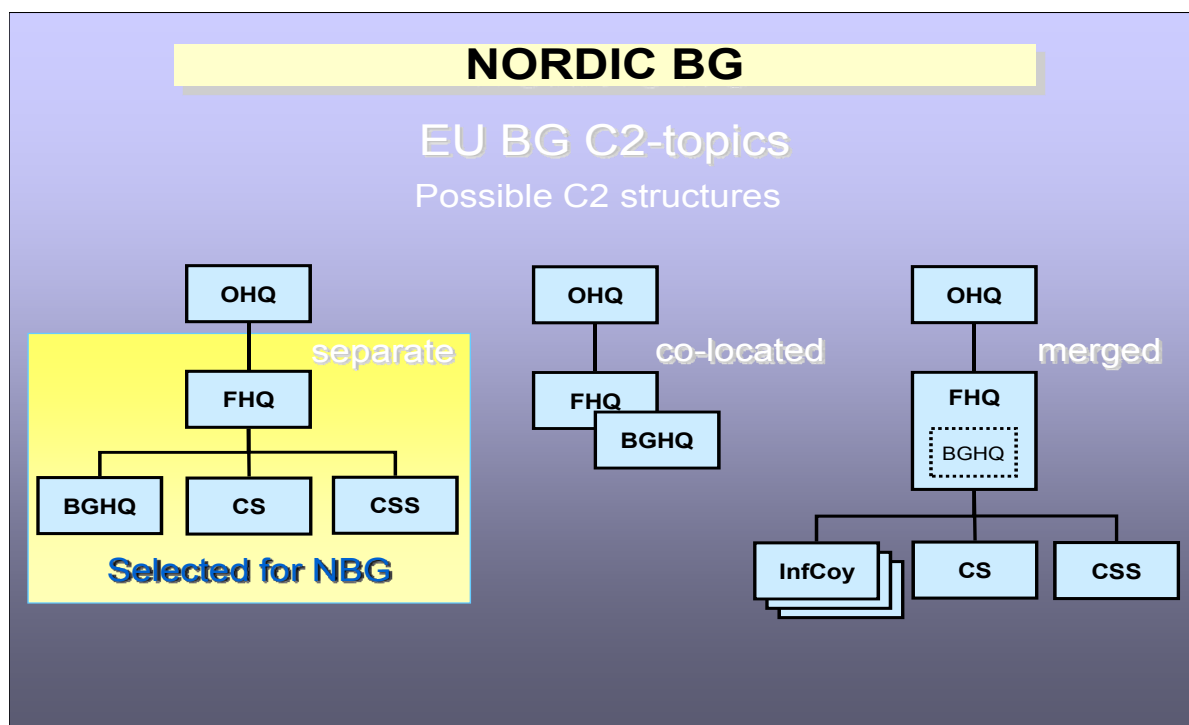 NORDIC BG
EU BG C2-topics
Possible C2 structures
OHQ
separate
FHQ
BGHQ
CS
CSS
Selected for NBG
OHQ
co-located
FHQ
BGHQ
OHQ
merged
FHQ
BGHQ
InfCoy
CS
CSS